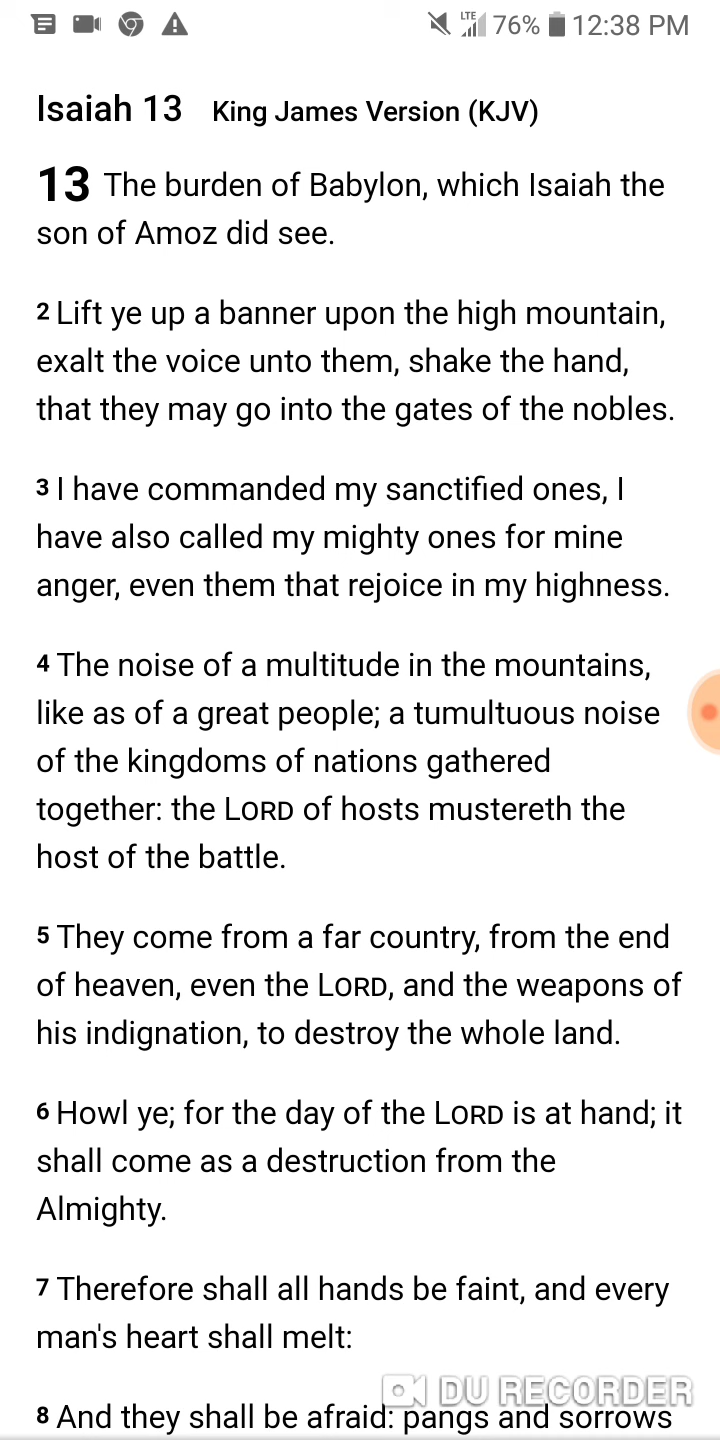 LTE 76% 12:38 PM
Isaiah 13 King James Version (KJV)
13 The burden of Babylon, which Isaiah the
son of Amoz did see.
2 Lift ye up a banner upon the high mountain,
exalt the voice unto them, shake the hand,
that they may go into the gates of the nobles.
3 I have commanded my sanctified ones, I
have also called my mighty ones for mine
anger, even them that rejoice in my highness.
4 The noise of a multitude in the mountains,
like as of a great people; a tumultuous noise
of the kingdoms of nations gathered
together: the LORD of hosts mustereth the
host of the battle.
5 They come from a far country, from the end
of heaven, even the LORD, and the weapons of
his indignation, to destroy the whole land.
6 Howl ye; for the day of the LORD is at hand; it
shall come as a destruction from the
Almighty.
7 Therefore shall all hands be faint, and every
man's heart shall melt:
DU RECORDER
8 And they shall be afraid: pangs and sorrows